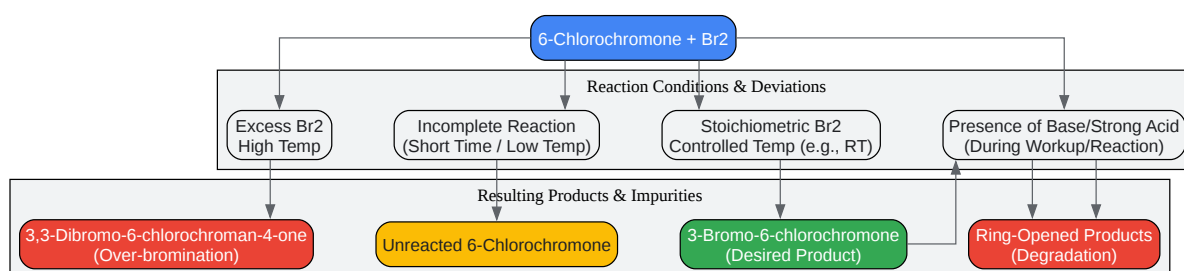 6-Chlorochromone + Br2
Reaction Conditions & Deviations
Excess Br2
High Temp
Incomplete Reaction
(Short Time / Low Temp)
Stoichiometric Br2
Controlled Temp (e.g., RT)
Presence of Base/Strong Acid
(During Workup/Reaction)
Resulting Products & Impurities
3,3-Dibromo-6-chlorochroman-4-one
(Over-bromination)
Unreacted 6-Chlorochromone
3-Bromo-6-chlorochromone
(Desired Product)
Ring-Opened Products
(Degradation)